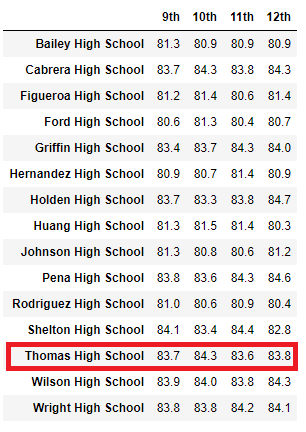 9th 10th 11th 12th
Bailey High School 81.3 80.9 80.9 80.9
Cabrera High School 83.7 84.3 83.8 84.3
Figueroa High School 81.2 81.4 80.6 81.4
Ford High School 80.6 81.3 80.4 80.7
Griffin High School 83.4 83.7 84.3 84.0
Hernandez High School 80.9 80.7 81.4 80.9
Holden High School 83.7 83.3 83.8 84.7
Huang High School 81.3 81.5 81.4 80.3
Johnson High School 81.3 80.8 80.6 81.2
Pena High School 83.8 83.6 84.3 84.6
Rodriguez High School 81.0 80.6 80.9 80.4
Shelton High School 84.1 83.4 84.4 82.8
Thomas High School 83.7 84.3 83.6 83.8
Wilson High School 83.9 84.0 83.8 84.3
Wright High School 83.8 83.8 84.2 84.1